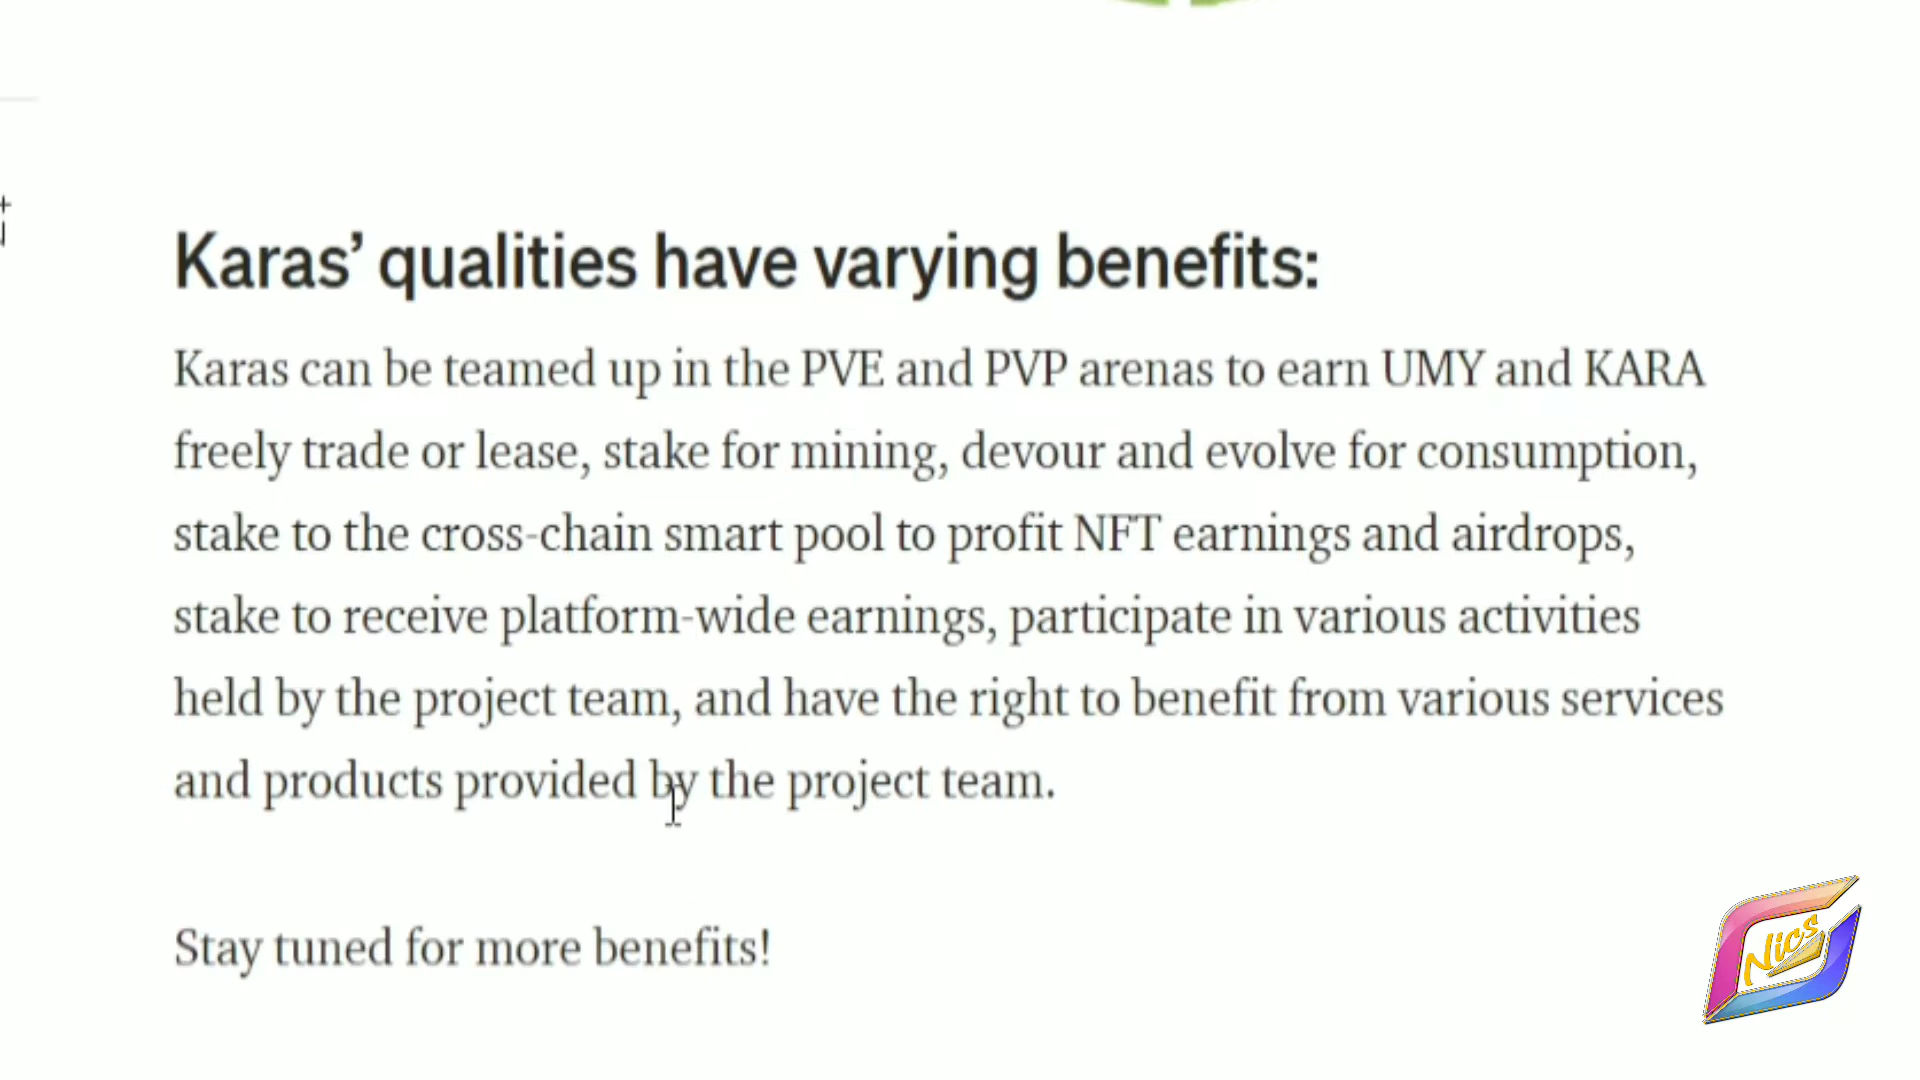 Karas’ qualities have varying benefits:
Karas can be teamed up in the PVE and PVP arenas to earn UMY and KARA
freely trade or lease, stake for mining, devour and evolve for consumption,
stake to the cross-chain smart pool to profit NFT earnings and airdrops,
stake to receive platform-wide earnings, participate in various activities
held by the project team, and have the right to benefit from various services
and products provided by the project team.
Stay tuned for more benefits!
Nics